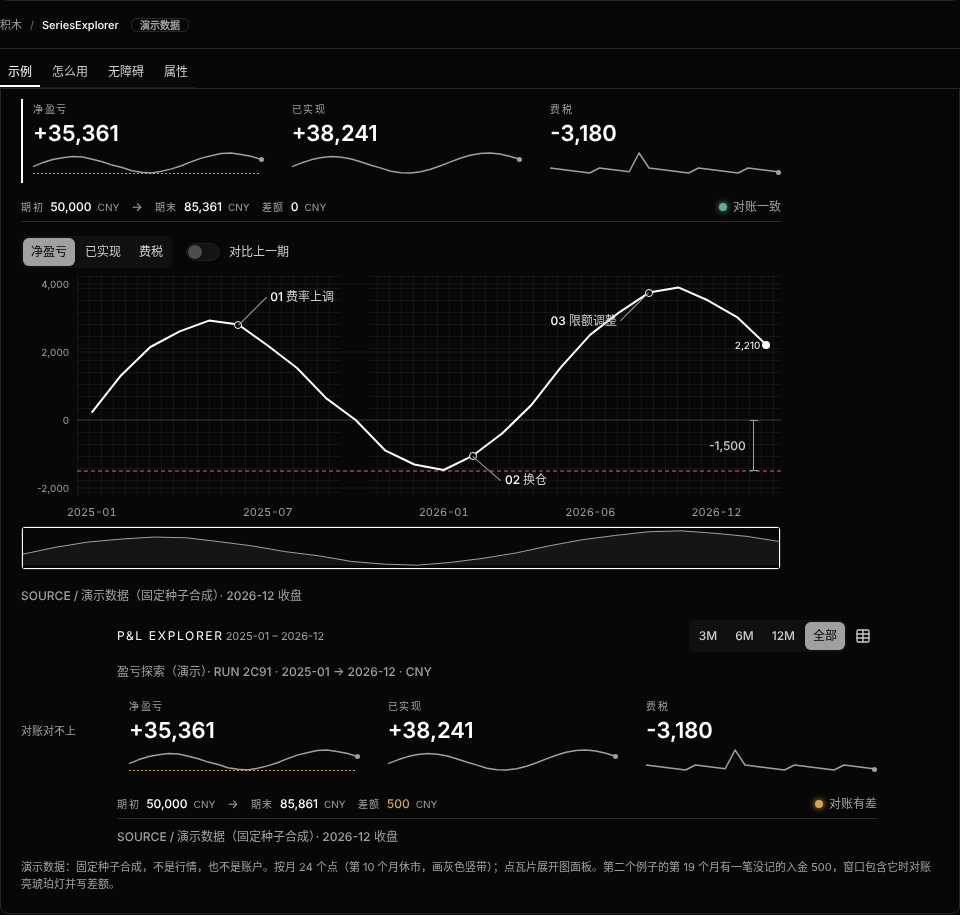 积木 / SeriesExplorer 演示数据
示例 怎么用 无障碍 属性
净盈亏 已实现 费税
+35,361 +38,241 -3,180
期初 50,000 CNY → 期末 85,361 CNY 差额 0 CNY 对账一致
净盈亏 已实现 费税 对比上一期
4,000
01 费率上调
03 限额调整
2,210
2,000
0
-1,500
02 换仓
-2,000
2025-01 2025-07 2026-01 2026-06 2026-12
SOURCE / 演示数据（固定种子合成）· 2026-12 收盘
P&L EXPLORER 2025-01 – 2026-12 3M 6M 12M 全部
盈亏探索（演示）· RUN 2C91 · 2025-01 → 2026-12 · CNY
净盈亏 已实现 费税
对账对不上 +35,361 +38,241 -3,180
期初 50,000 CNY → 期末 85,861 CNY 差额 500 CNY 对账有差
SOURCE / 演示数据（固定种子合成）· 2026-12 收盘
演示数据：固定种子合成，不是行情，也不是账户。按月 24 个点（第 10 个月休市，画灰色竖带）；点瓦片展开图面板。第二个例子的第 19 个月有一笔没记的入金 500，窗口包含它时对账
亮琥珀灯并写差额。